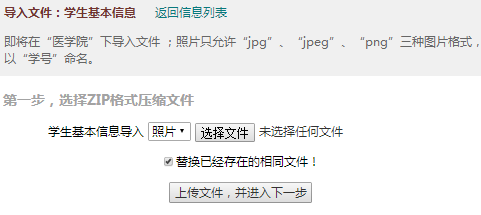 导入文件：学生基本信息 返回信息列表
即将在“医学院”下导入文件 ；照片只允许“jpg”、“jpeg”、“png”三种图片格式，
以“学号”命名。
第一步，选择ZIP格式压缩文件
学生基本信息导入 照片 选择文件 未选择任何文件
替换已经存在的相同文件！
上传文件，并进入下一步